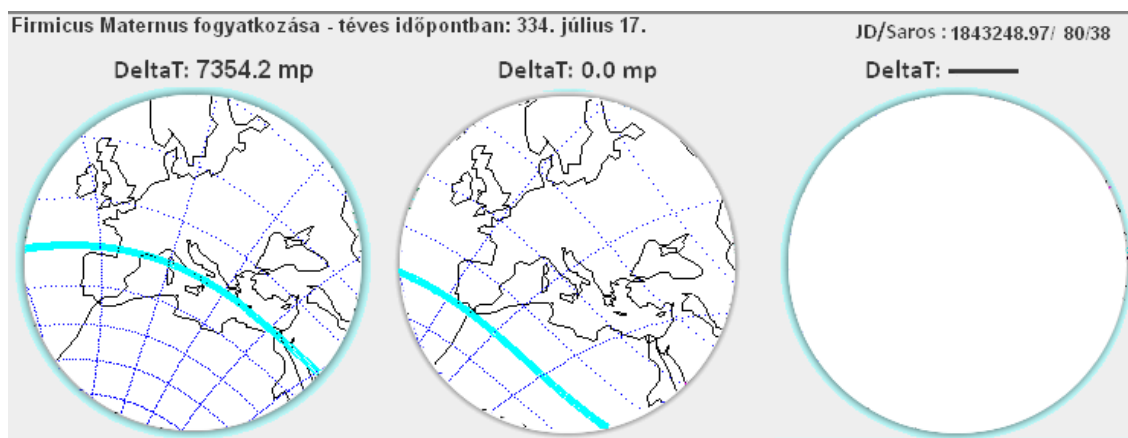 Firmicus Maternus fogyatkozása - téves időpontban: 334. július 17.
JD/Saros : 1843248.97/ 80/38
DeltaT: 7354.2 mp
DeltaT: 0.0 mp
DeltaT: